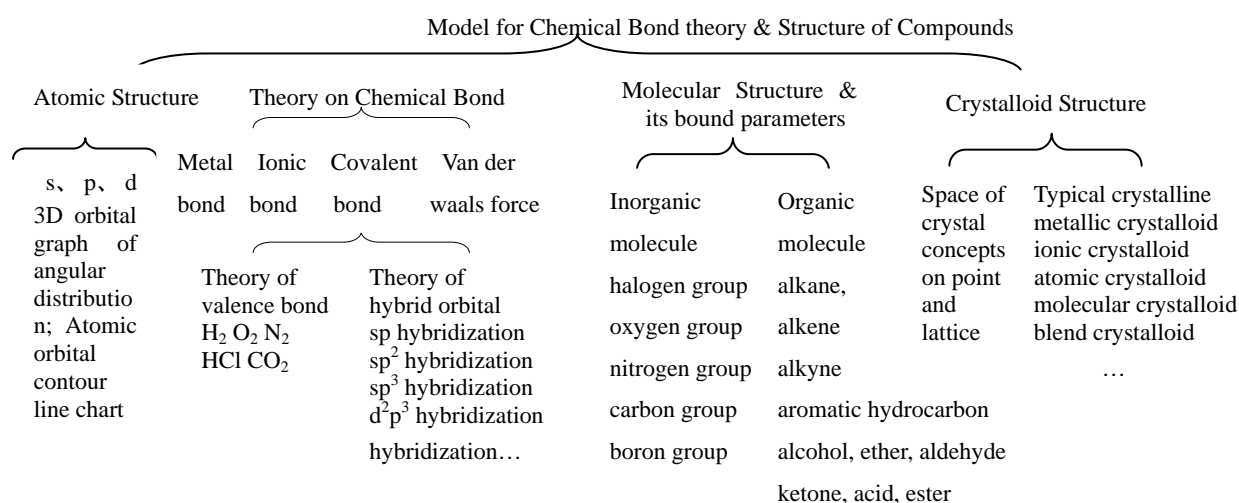 Model for Chemical Bond theory & Structure of Compounds
Atomic Structure
s、 p、 d
3D orbital
graph of
angular
distributio
n; Atomic
orbital
contour
line chart
Theory on Chemical Bond
Metal
bond
Ionic
bond
Covalent
bond
Van der
waals force
Theory of
valence bond
H₂ O₂ N₂
HCl CO₂
Theory of
hybrid orbital
sp hybridization
sp² hybridization
sp³ hybridization
d²p³ hybridization
hybridization…
Molecular Structure &
its bound parameters
Inorganic
molecule
halogen group
oxygen group
nitrogen group
carbon group
boron group
Organic
molecule
alkane,
alkene
alkyne
aromatic hydrocarbon
alcohol, ether, aldehyde
ketone, acid, ester
Crystalloid Structure
Space of
crystal
concepts
on point
and
lattice
Typical crystalline
metallic crystalloid
ionic crystalloid
atomic crystalloid
molecular crystalloid
blend crystalloid
…